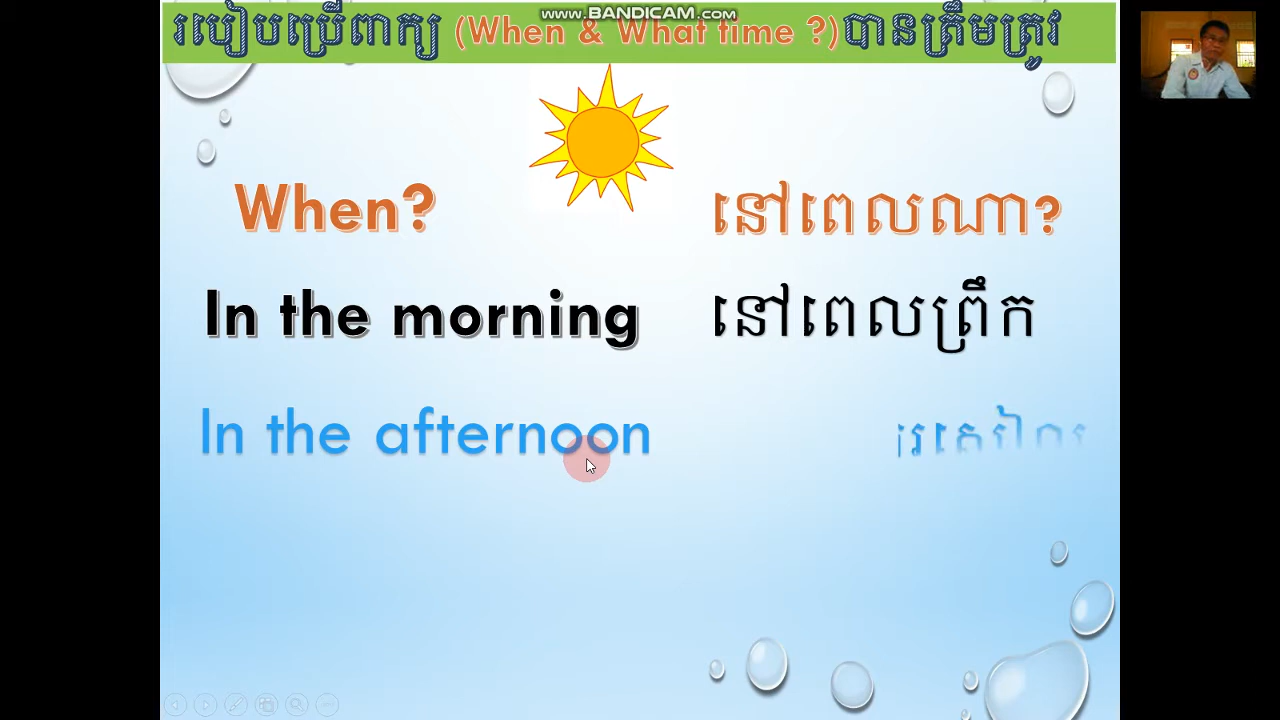 www.BANDICAM.com
របៀបប្រើពាក្យ (When & What time ?)បានត្រឹមត្រូវ
When? នៅពេលណា?
In the morning នៅពេលព្រឹក
In the afternoon